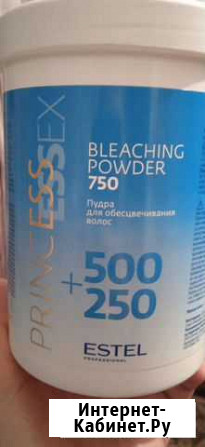 PRINCESS
ESSEX
BLEACHING
POWDER
750
Пудра
для обесцвечивания
волос
+500
250
ESTEL
PROFESSIONAL
Интернет-
Кабинет.Ру